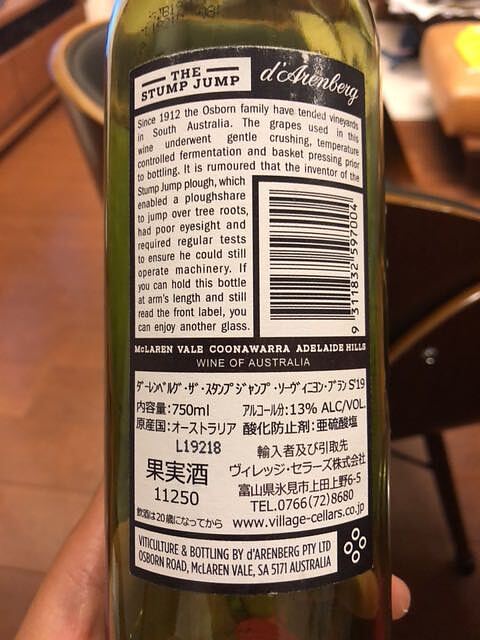 THE
STUMP JUMP
d'Arenberg
Since 1912 the Osborn family have tended vineyards
in South Australia. The grapes used in this
wine underwent gentle crushing, temperature
controlled fermentation and basket pressing prior
to bottling. It is rumoured that the inventor of the
Stump Jump plough, which
enabled a ploughshare
to jump over tree roots,
had poor eyesight and
required regular tests
to ensure he could still
operate machinery. If
you can hold this bottle
at arm's length and still
read the front label, you
can enjoy another glass.
9 311832 597004
McLAREN VALE COONAWARRA ADELAIDE HILLS
WINE OF AUSTRALIA
ダーレンベルグ・ザ・スタンプジャンプ・ソーヴィニヨン・ブラン S'19
内容量:750ml アルコール分:13% ALC/VOL.
原産国:オーストラリア 酸化防止剤:亜硫酸塩
L19218
輸入者及び引取先
果実酒
ヴィレッジ・セラーズ株式会社
11250
富山県氷見市上田上野6-5
TEL.0766(72)8680
飲酒は20歳になってから www.village-cellars.co.jp
VITICULTURE & BOTTLING BY d'ARENBERG PTY LTD
OSBORN ROAD, McLAREN VALE, SA 5171 AUSTRALIA